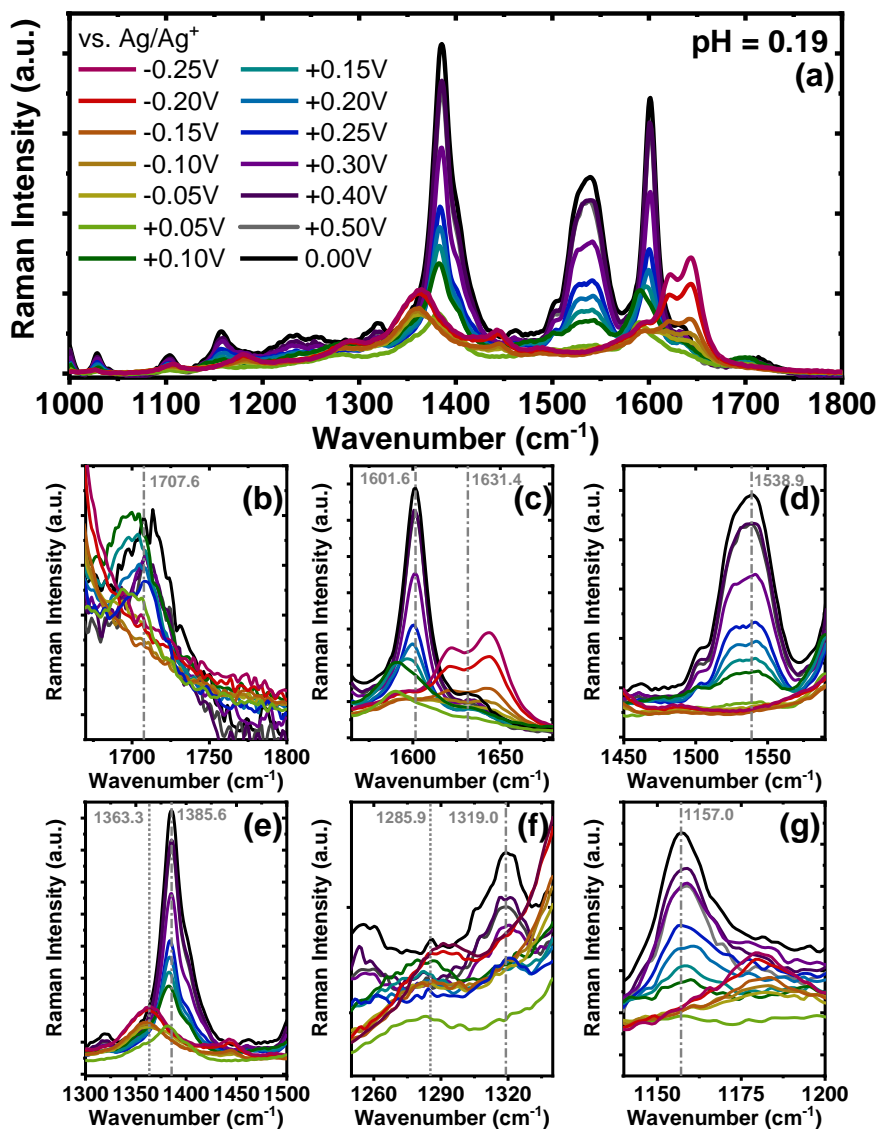 vs. Ag/Ag+
pH = 0.19
(a)
-0.25V +0.15V
-0.20V +0.20V
-0.15V +0.25V
-0.10V +0.30V
-0.05V +0.40V
+0.05V +0.50V
+0.10V 0.00V
Raman Intensity (a.u.)
1000 1100 1200 1300 1400 1500 1600 1700 1800
Wavenumber (cm-1)
(b)
1707.6
Raman Intensity (a.u.)
1700 1750 1800
Wavenumber (cm-1)
(c)
1601.6 1631.4
Raman Intensity (a.u.)
1600 1650
Wavenumber (cm-1)
(d)
1538.9
Raman Intensity (a.u.)
1450 1500 1550
Wavenumber (cm-1)
(e)
1363.3 1385.6
Raman Intensity (a.u.)
1300 1350 1400 1450 1500
Wavenumber (cm-1)
(f)
1285.9 1319.0
Raman Intensity (a.u.)
1260 1290 1320
Wavenumber (cm-1)
(g)
1157.0
Raman Intensity (a.u.)
1150 1175 1200
Wavenumber (cm-1)